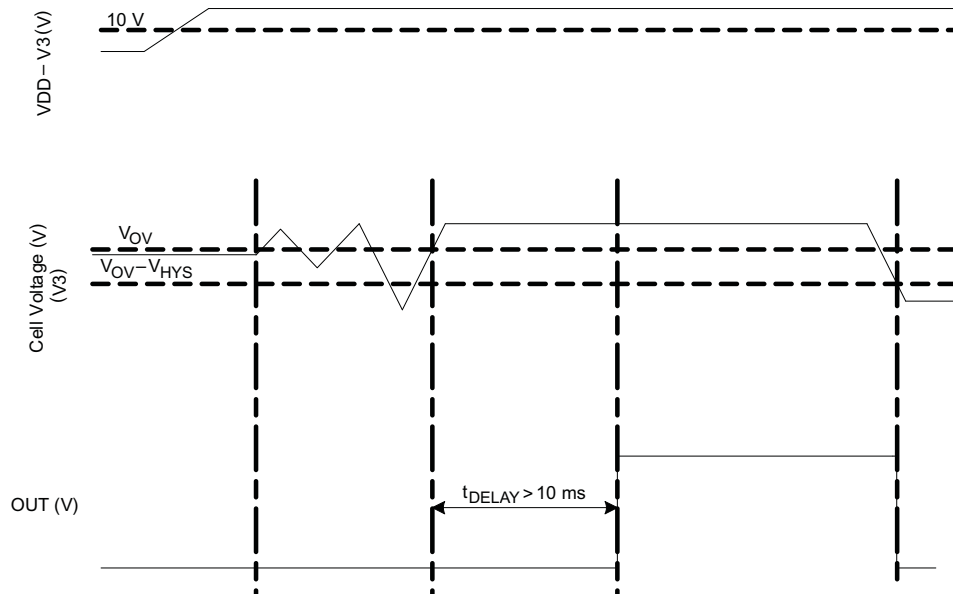 VDD – V3 (V)
10 V
Cell Voltage (V)
(V3)
VOV
VOV – VHYS
OUT (V)
tDELAY > 10 ms